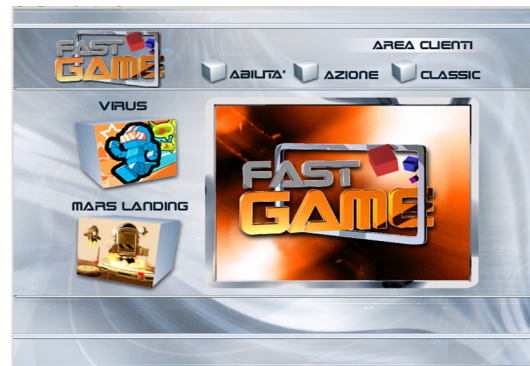 FAST
GAME
AREA CLIENTI
ABILITA'
AZIONE
CLASSIC
VIRUS
MARS LANDING
FAST
GAME